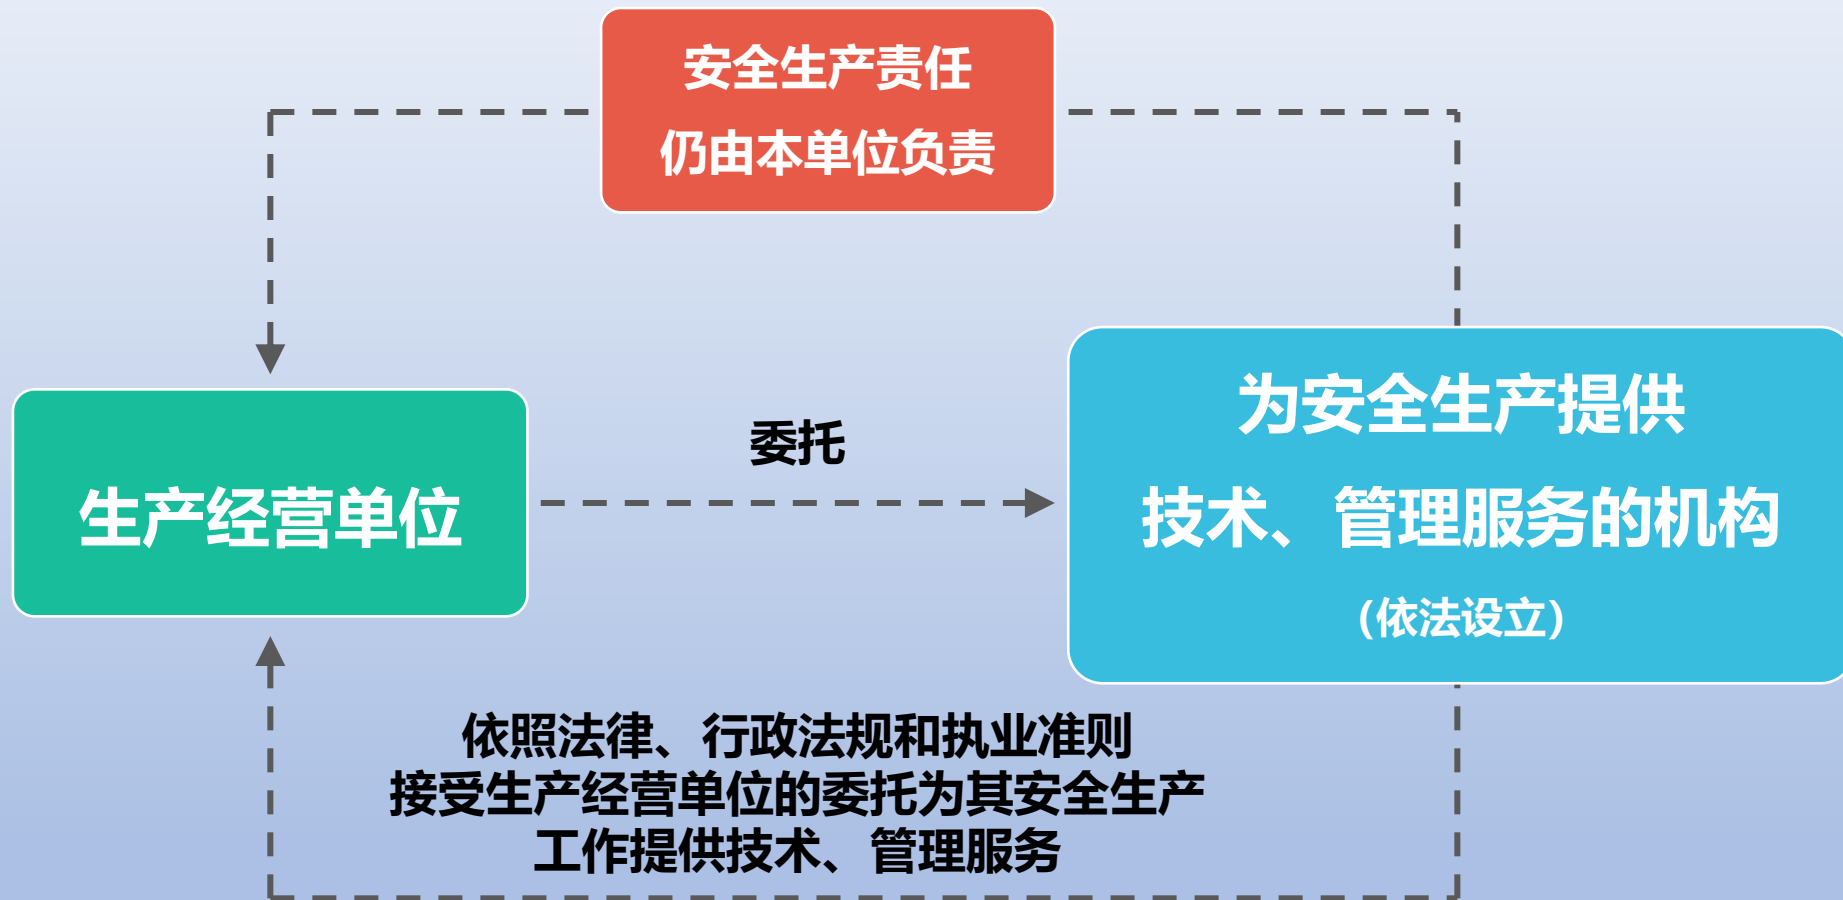 安全生产责任
仍由本单位负责
生产经营单位
委托
为安全生产提供
技术、管理服务的机构
（依法设立）
依照法律、行政法规和执业准则
接受生产经营单位的委托为其安全生产
工作提供技术、管理服务